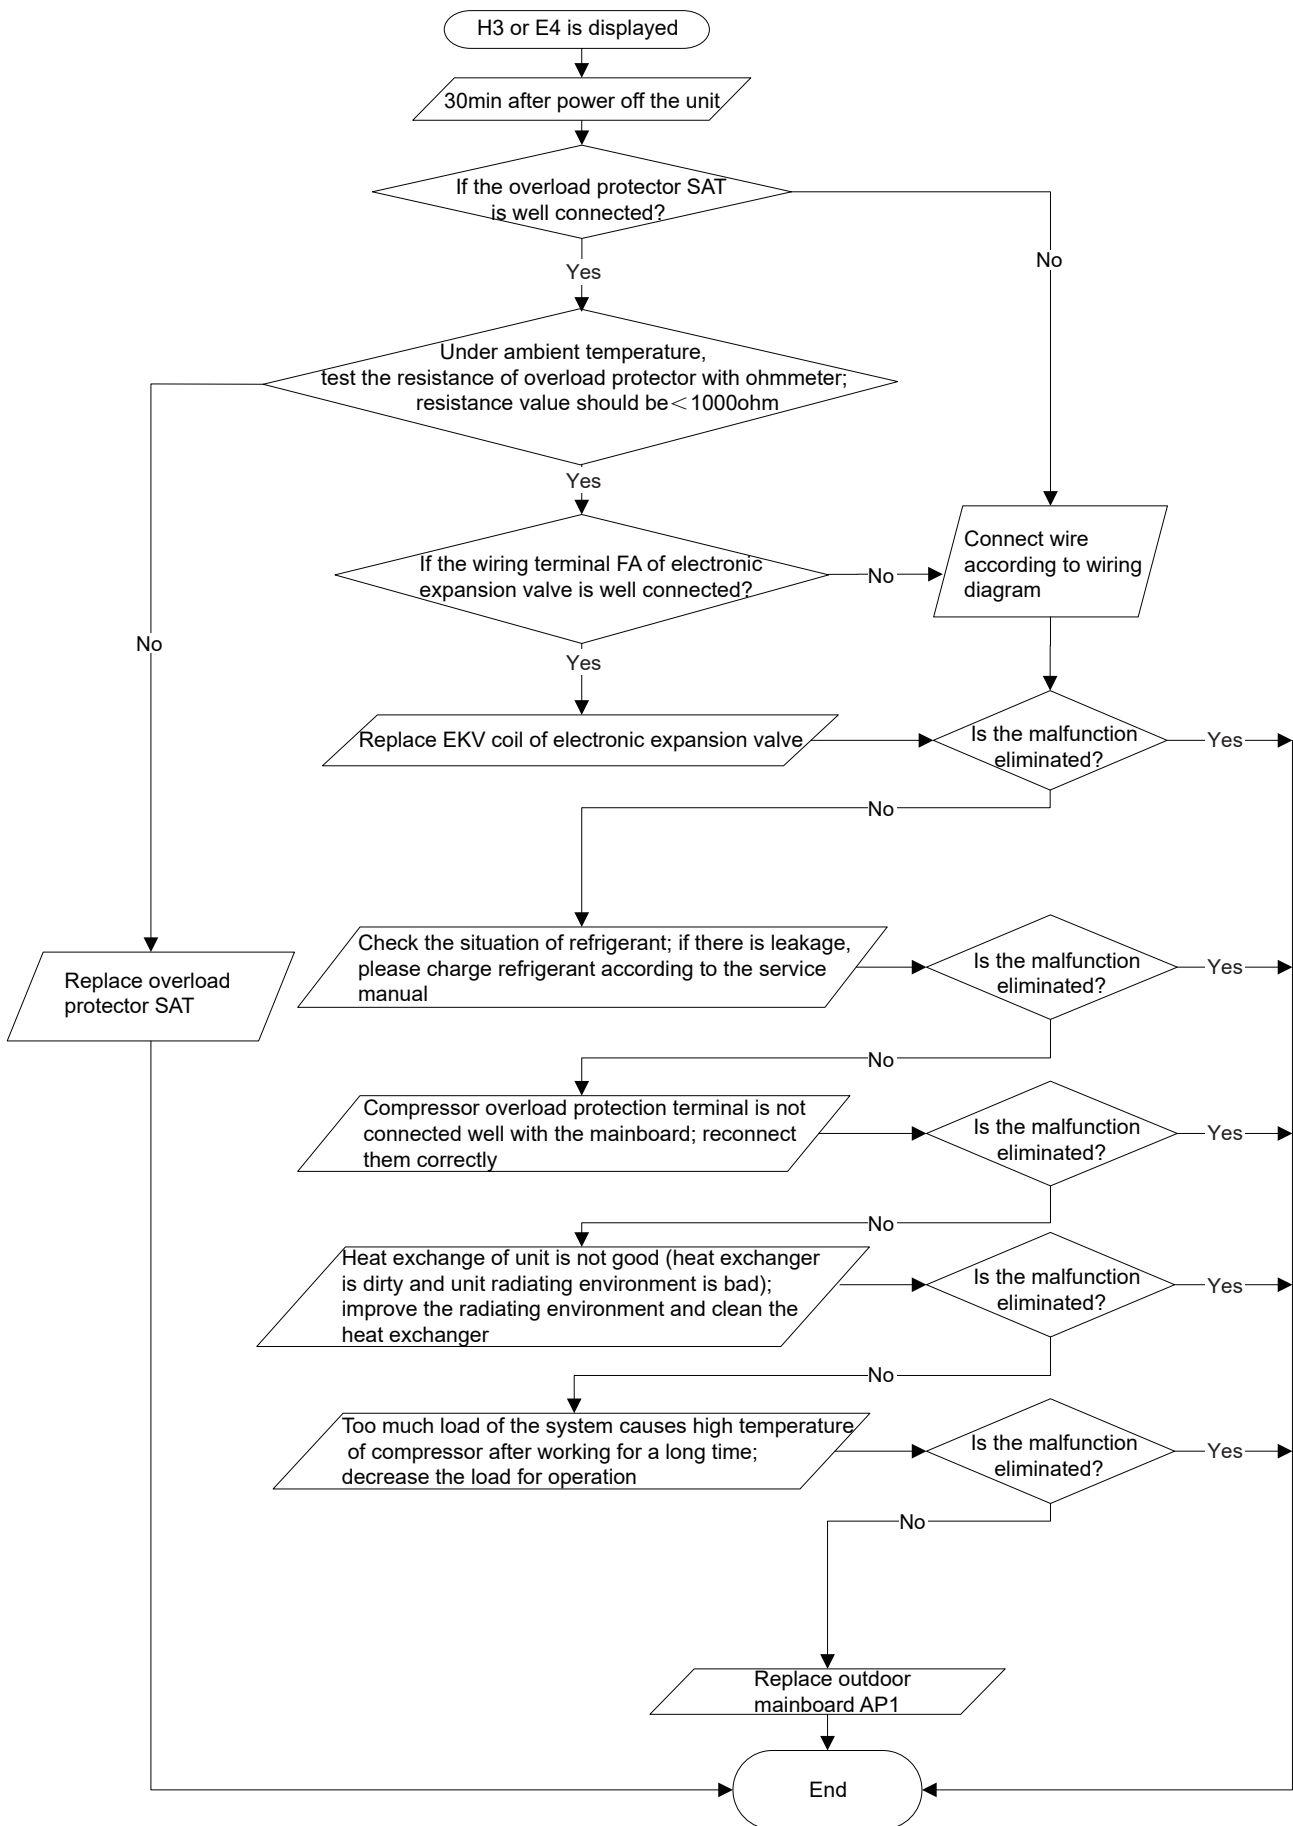 H3 or E4 is displayed
30min after power off the unit
If the overload protector SAT
is well connected?
No
Yes
Under ambient temperature,
test the resistance of overload protector with ohmmeter;
resistance value should be＜1000ohm
Yes
If the wiring terminal FA of electronic
expansion valve is well connected?
No
Connect wire
according to wiring
diagram
No
Yes
Replace EKV coil of electronic expansion valve
Is the malfunction
eliminated?
Yes
No
Check the situation of refrigerant; if there is leakage,
please charge refrigerant according to the service
manual
Is the malfunction
eliminated?
Yes
Replace overload
protector SAT
No
Compressor overload protection terminal is not
connected well with the mainboard; reconnect
them correctly
Is the malfunction
eliminated?
Yes
No
Heat exchange of unit is not good (heat exchanger
is dirty and unit radiating environment is bad);
improve the radiating environment and clean the
heat exchanger
Is the malfunction
eliminated?
Yes
No
Too much load of the system causes high temperature
of compressor after working for a long time;
decrease the load for operation
Is the malfunction
eliminated?
Yes
No
Replace outdoor
mainboard AP1
End